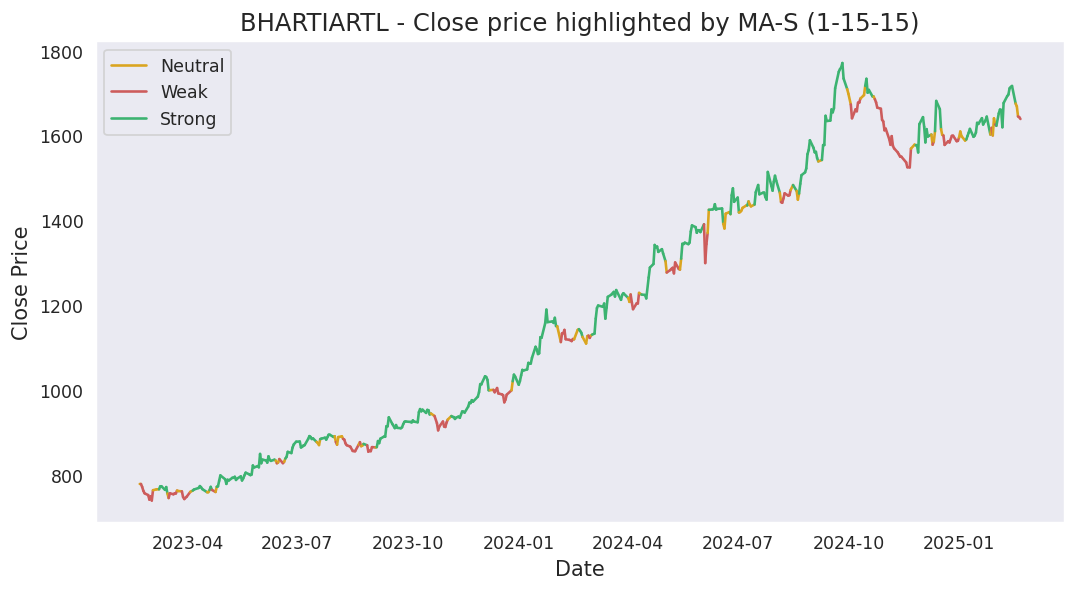 BHARTIARTL - Close price highlighted by MA-S (1-15-15)
Neutral
Weak
Strong
1800
1600
1400
1200
1000
800
Close Price
2023-04 2023-07 2023-10 2024-01 2024-04 2024-07 2024-10 2025-01
Date